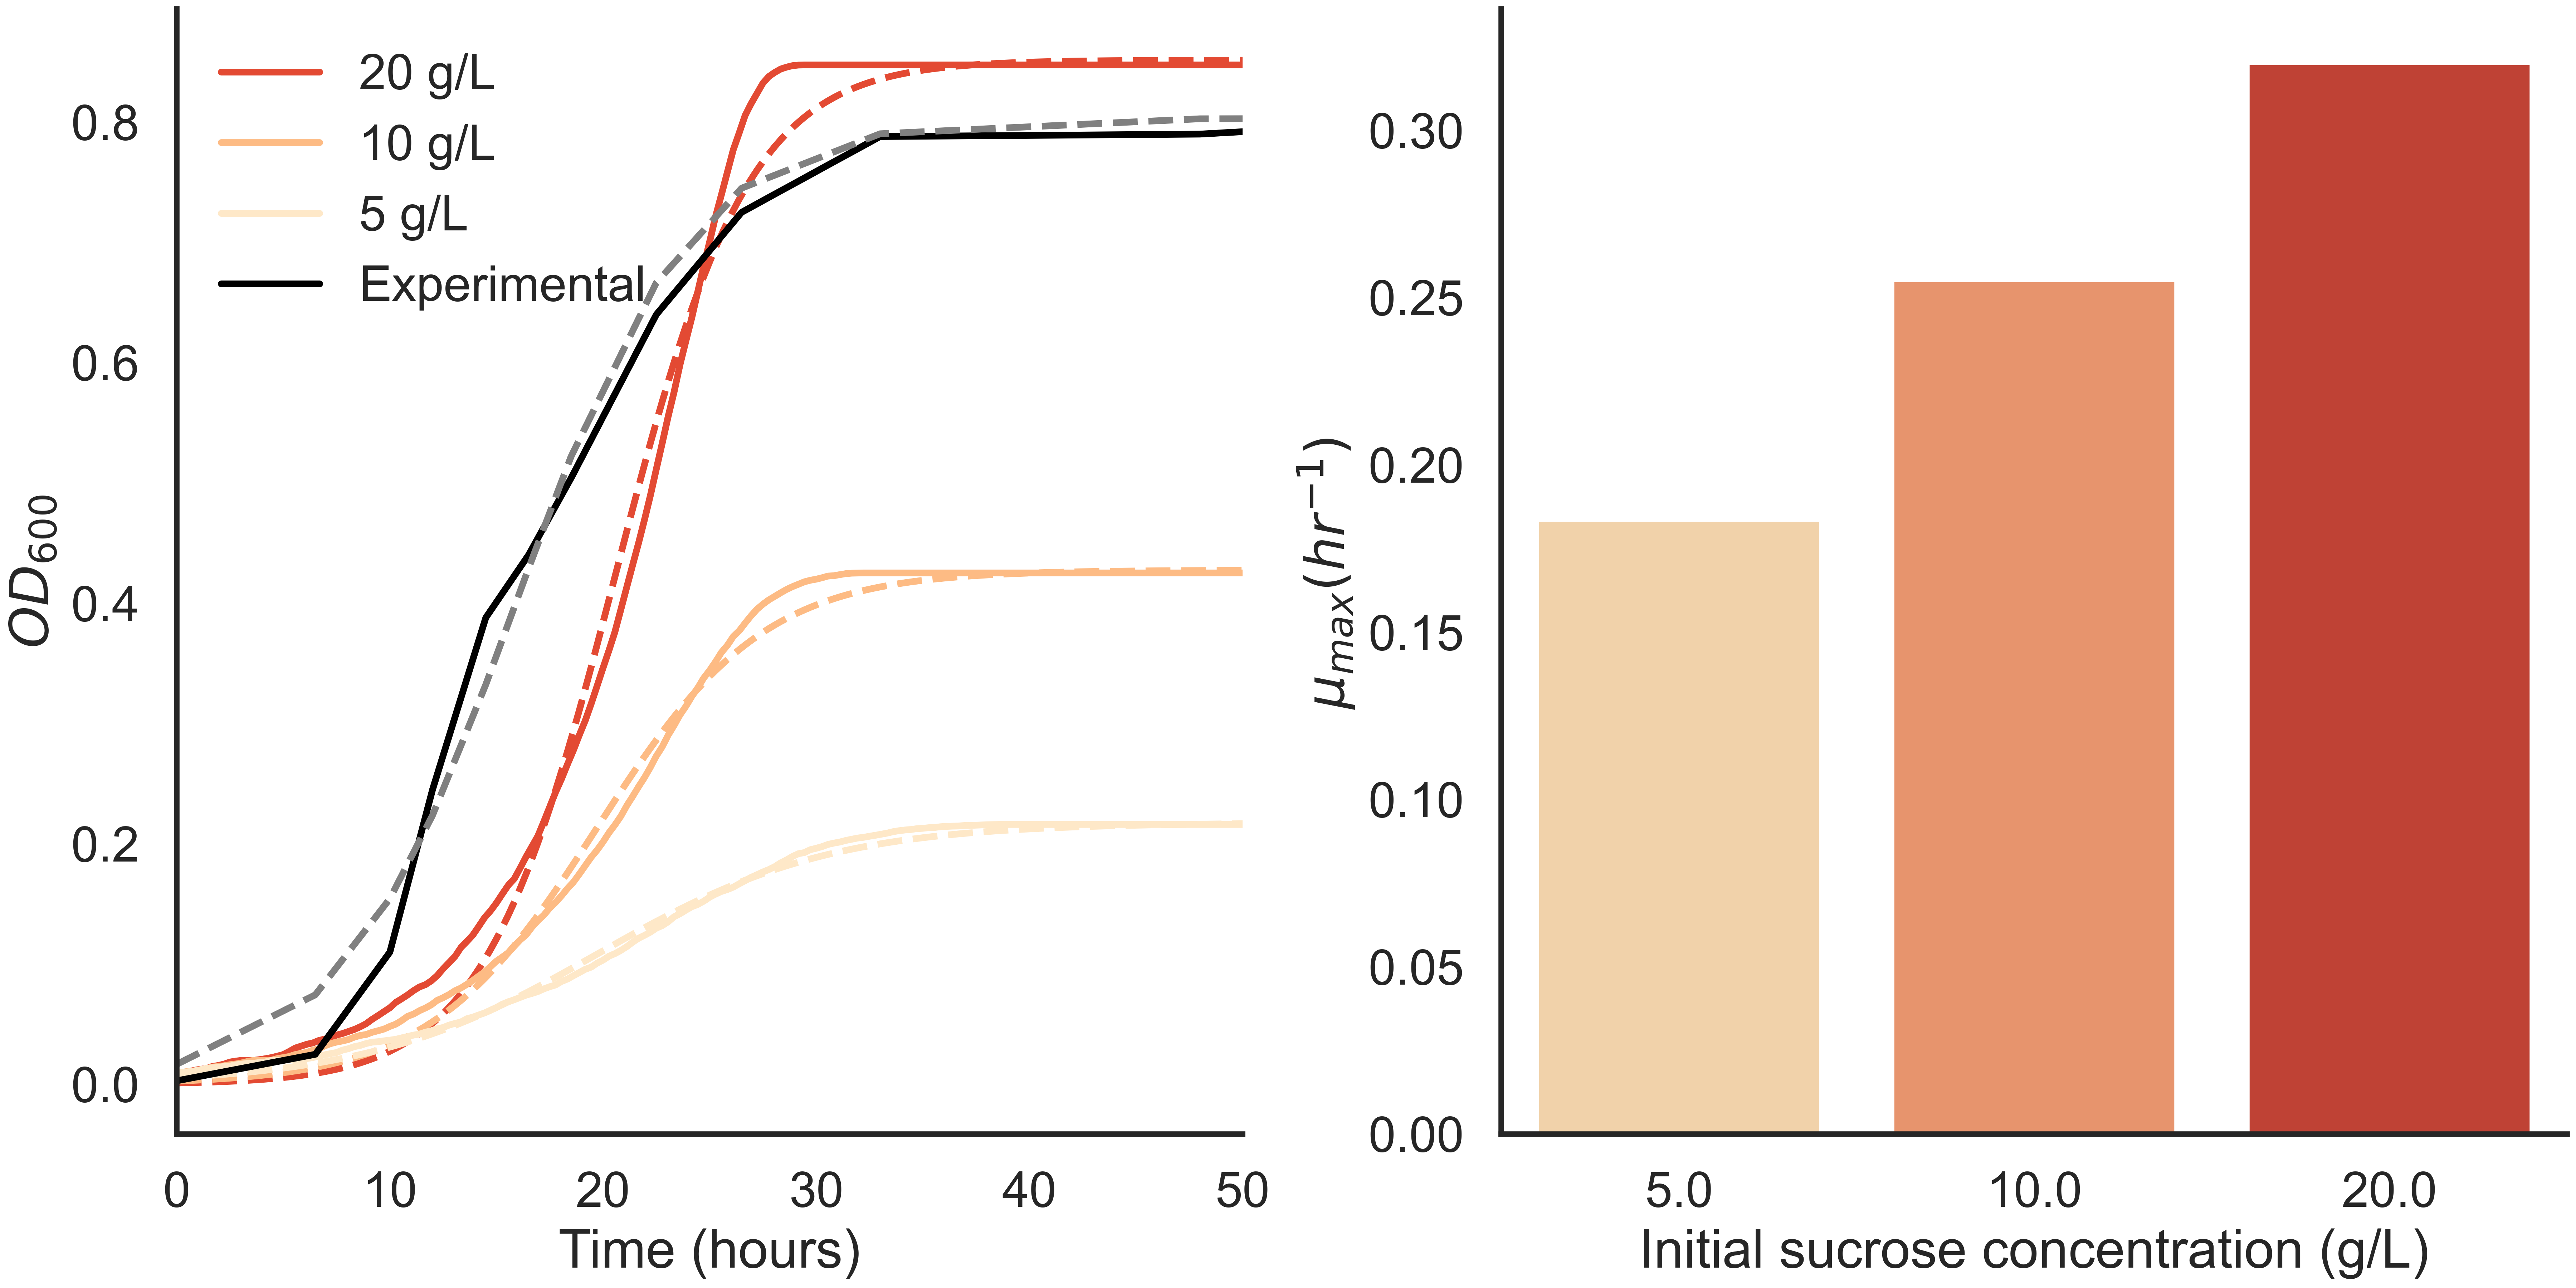 20 g/L
10 g/L
5 g/L
Experimental
OD₆₀₀
0.8
0.6
0.4
0.2
0.0
0 10 20 30 40 50
Time (hours)
μₘₐₓ(hr⁻¹)
0.30
0.25
0.20
0.15
0.10
0.05
0.00
5.0 10.0 20.0
Initial sucrose concentration (g/L)